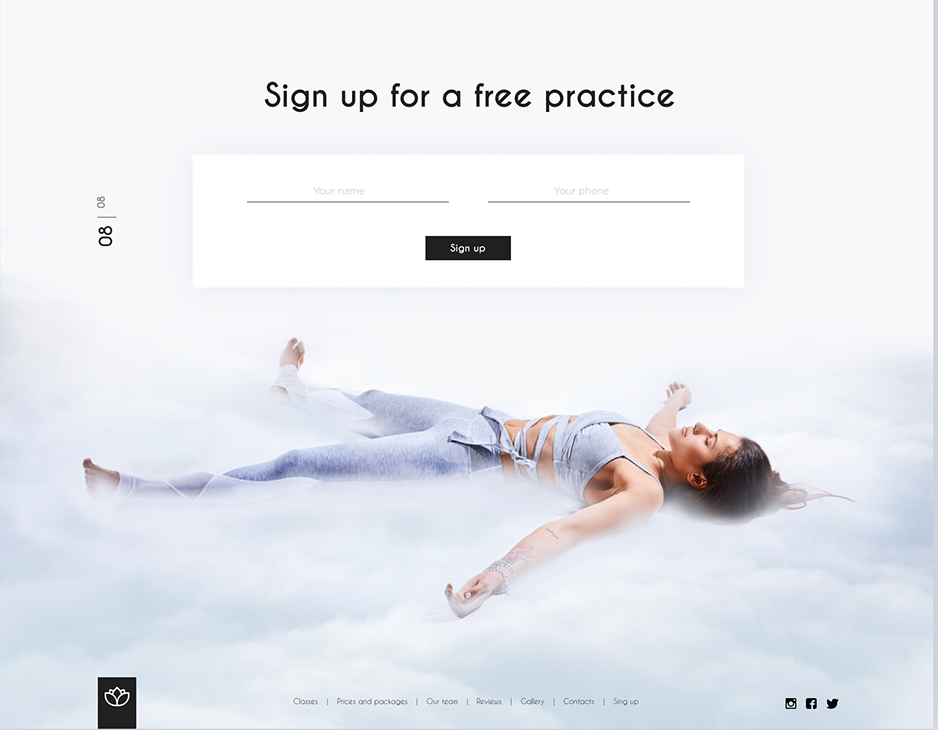 Sign up for a free practice
Your name
Your phone
08 | 08
Sign up
Classes | Prices and packages | Our team | Reviews | Gallery | Contacts | Sing up